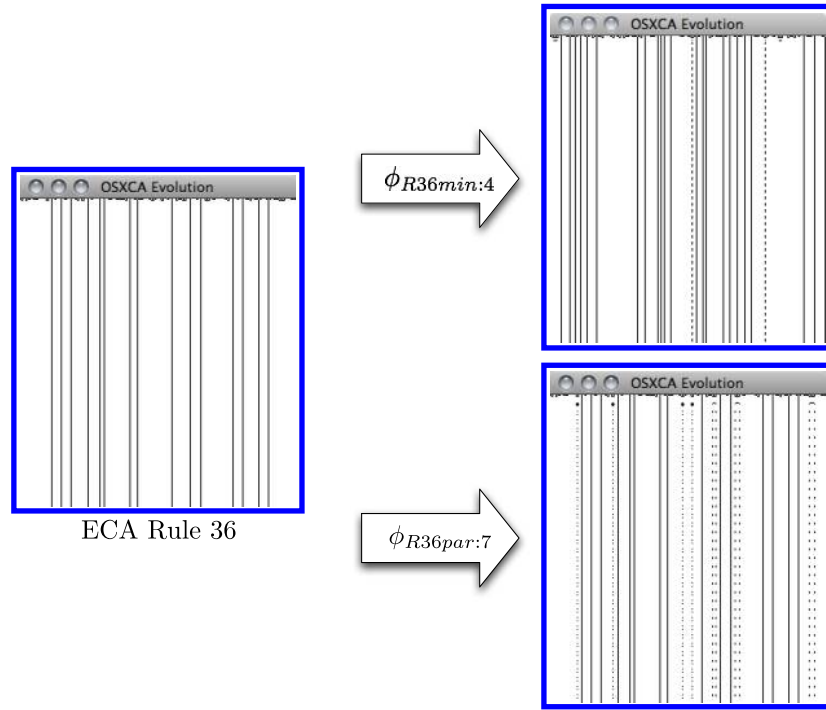 OSXCA Evolution
ϕR36min:4
OSXCA Evolution
ECA Rule 36
OSXCA Evolution
ϕR36par:7